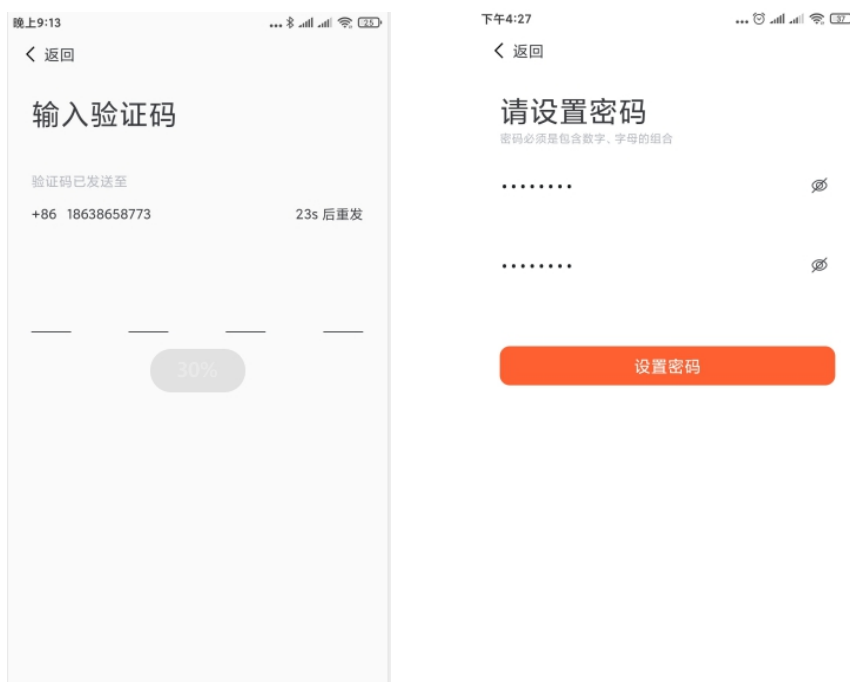 晚上9:13
25
返回
输入验证码
验证码已发送至
+86 18638658773
23s 后重发
30%
下午4:27
37
返回
请设置密码
密码必须是包含数字、字母的组合
设置密码